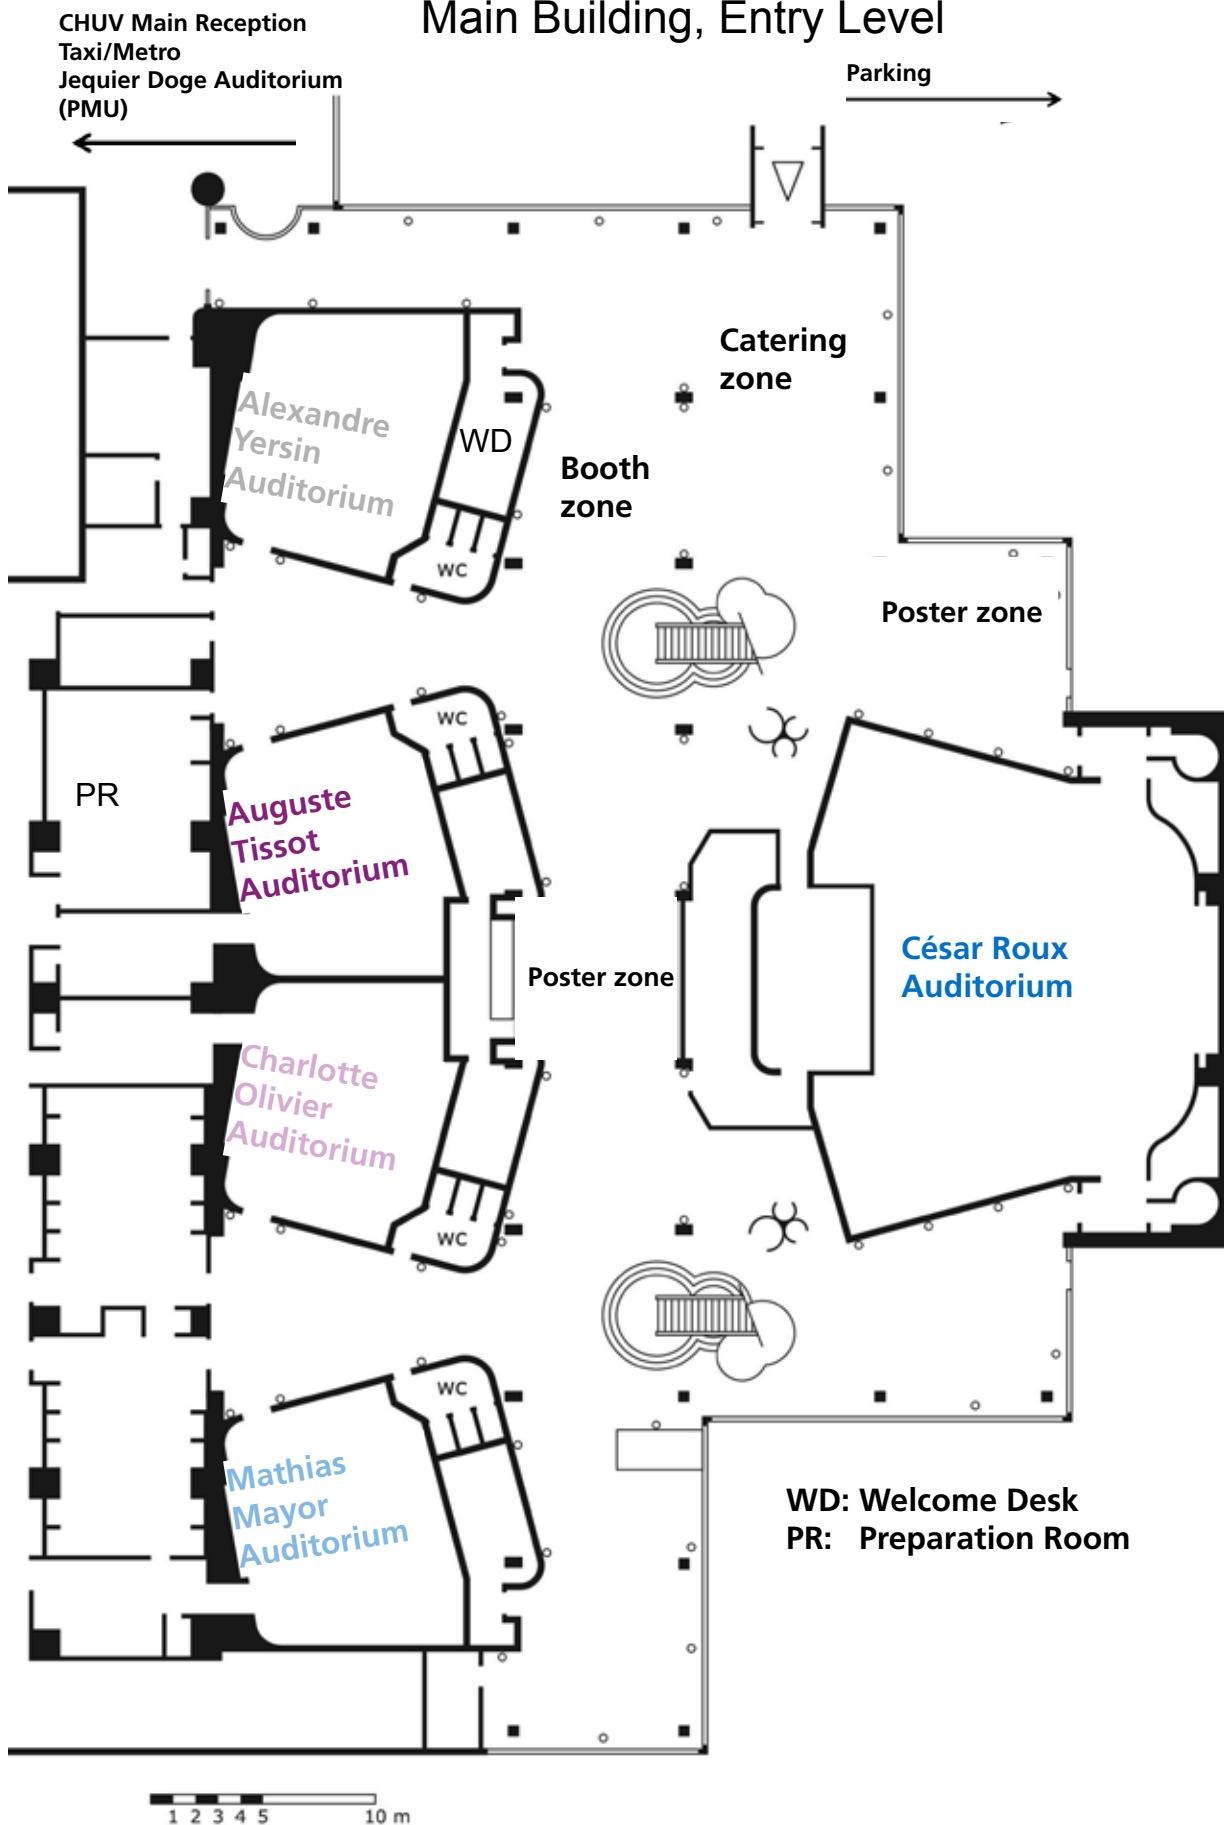 Main Building, Entry Level
CHUV Main Reception
Taxi/Metro
Jequier Doge Auditorium
(PMU)
Parking
Catering
zone
Alexandre
Yersin
Auditorium
WD
Booth
zone
WC
Poster zone
WC
PR
Auguste
Tissot
Auditorium
César Roux
Auditorium
Poster zone
Charlotte
Olivier
Auditorium
WC
WC
Mathias
Mayor
Auditorium
WD: Welcome Desk
PR: Preparation Room
1 2 3 4 5 10 m